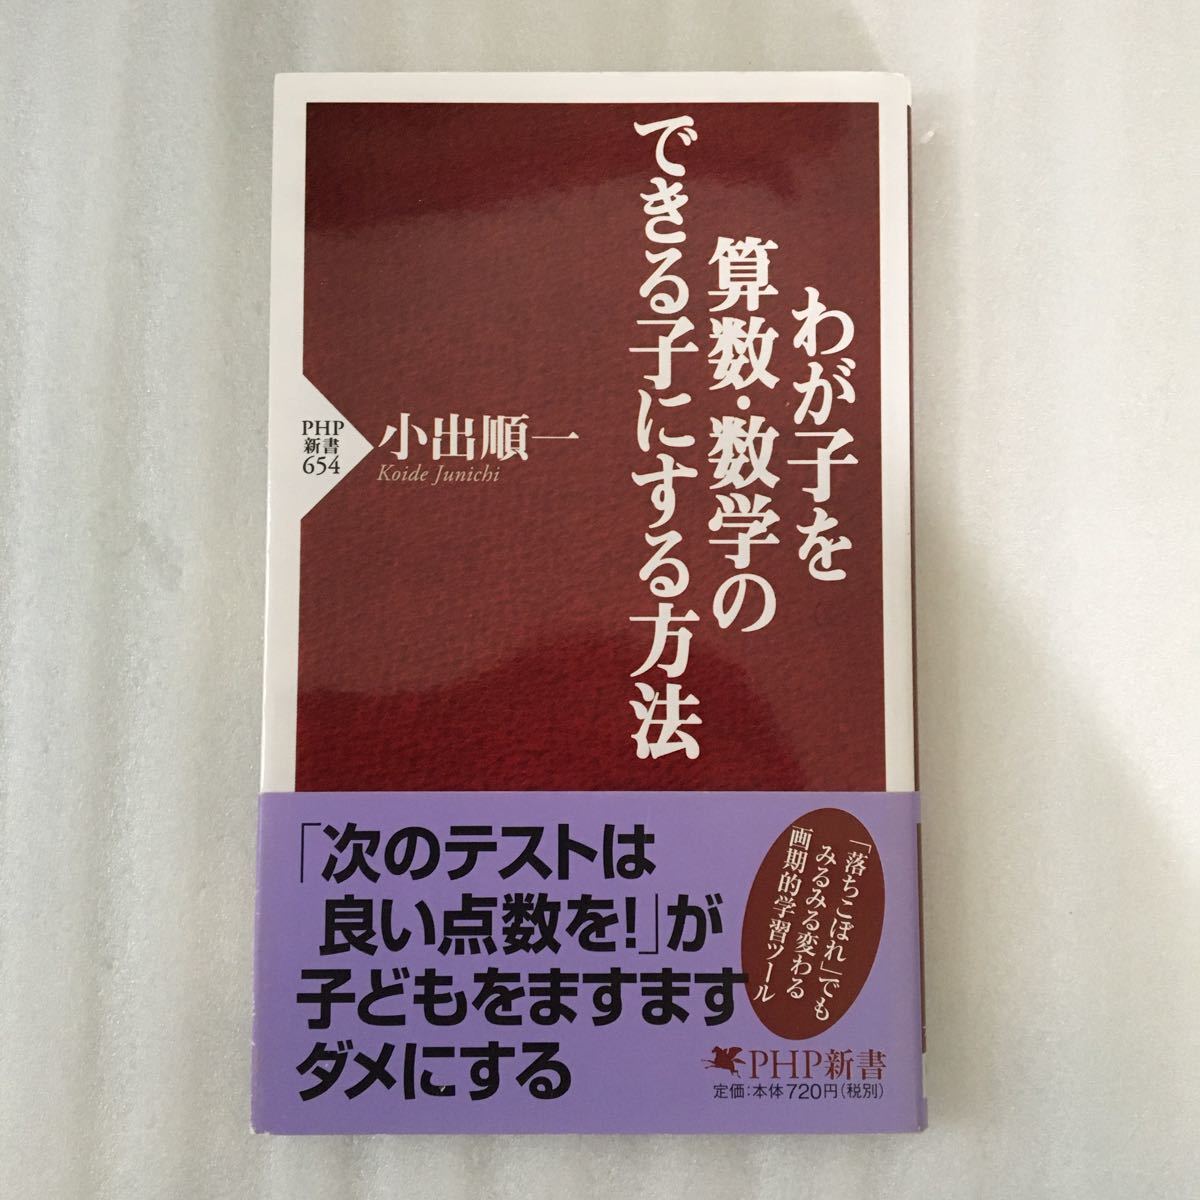 わが子を
算数・数学の
できる子にする方法
小出順一
Koide Junichi
PHP
新書
654
「次のテストは
良い点数を!」が
子どもをますます
ダメにする
「落ちこぼれ」でも
みるみる変わる
画期的学習ツール
PHP新書
定価:本体720円(税別)